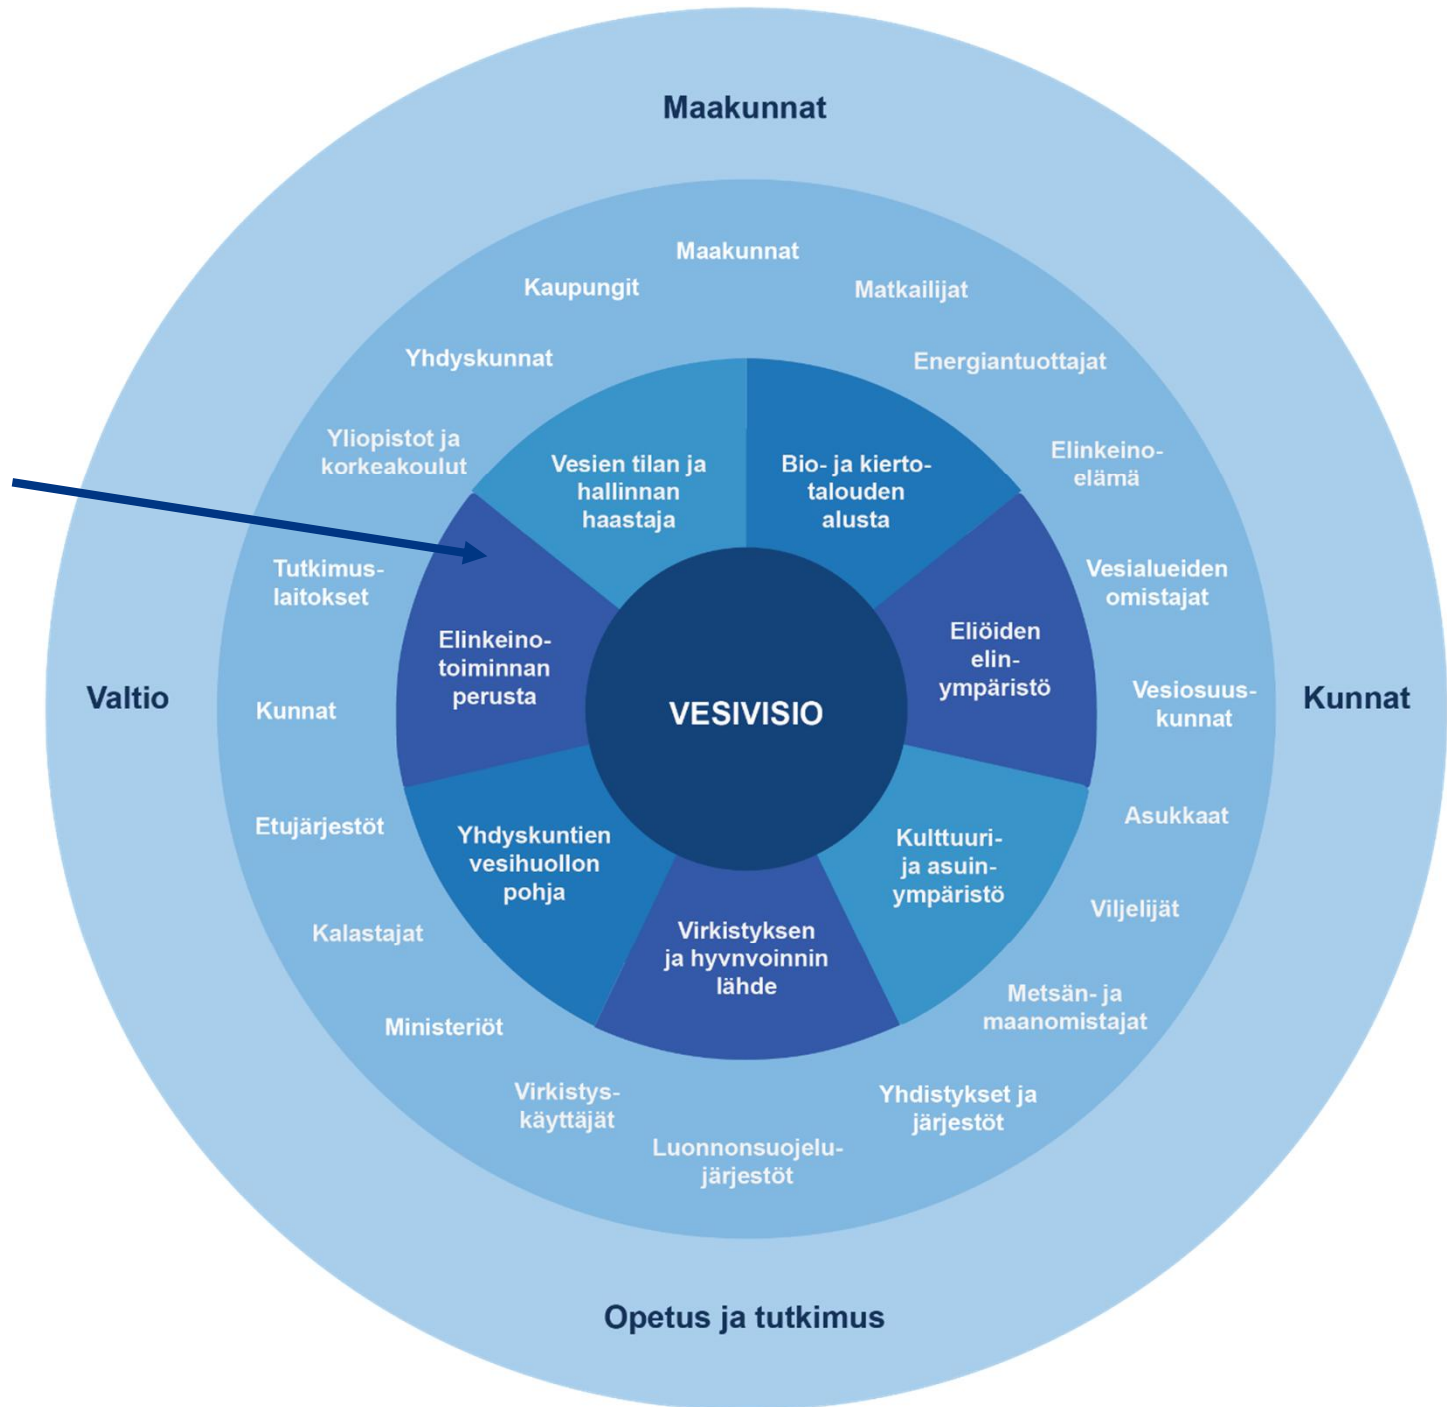 Maakunnat
Maakunnat
Kaupungit
Matkailijat
Yhdyskunnat
Energiantuottajat
Yliopistot ja
korkeakoulut
Elinkeino-
elämä
Vesien tilan ja
hallinnan
haastaja
Bio- ja kierto-
talouden
alusta
Tutkimus-
laitokset
Vesialueiden
omistajat
Elinkeino-
toiminnan
perusta
Eliöiden
elin-
ympäristö
Valtio
Kunnat
VESIVISIO
Vesiosuus-
kunnat
Kunnat
Etujärjestöt
Yhdyskuntien
vesihuollon
pohja
Kulttuuri-
ja asuin-
ympäristö
Asukkaat
Kalastajat
Virkistyksen
ja hyvnvoinnin
lähde
Viljelijät
Ministeriöt
Metsän- ja
maanomistajat
Virkistys-
käyttäjät
Yhdistykset ja
järjestöt
Luonnonsuojelu-
järjestöt
Opetus ja tutkimus